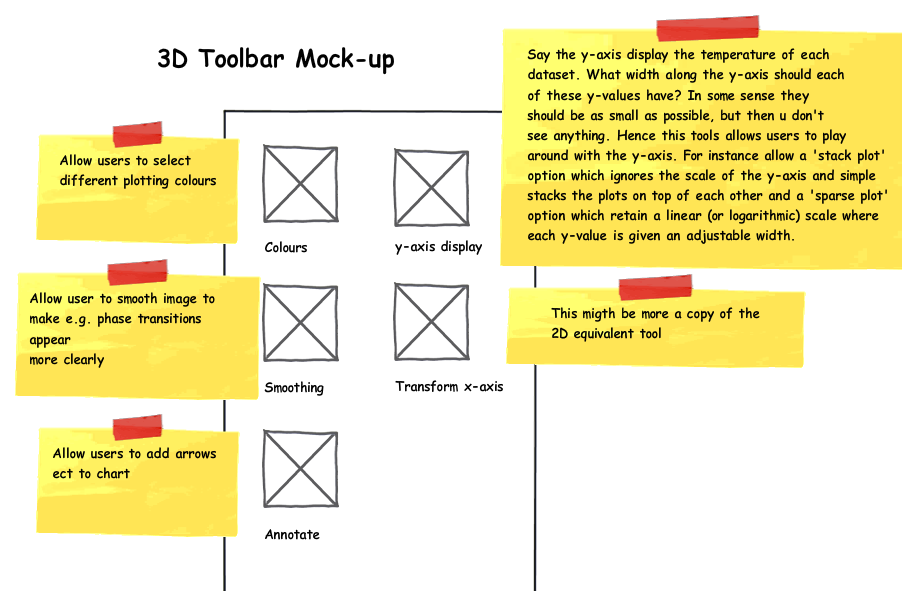 3D Toolbar Mock-up
Say the y-axis display the temperature of each
dataset. What width along the y-axis should each
of these y-values have? In some sense they
should be as small as possible, but then u don't
see anything. Hence this tools allows users to play
around with the y-axis. For instance allow a 'stack plot'
option which ignores the scale of the y-axis and simple
stacks the plots on top of each other and a 'sparse plot'
option which retain a linear (or logarithmic) scale where
each y-value is given an adjustable width.
Allow users to select
different plotting colours
Colours
y-axis display
Allow user to smooth image to
make e.g. phase transitions
appear
more clearly
This migth be more a copy of the
2D equivalent tool
Smoothing
Transform x-axis
Allow users to add arrows
ect to chart
Annotate